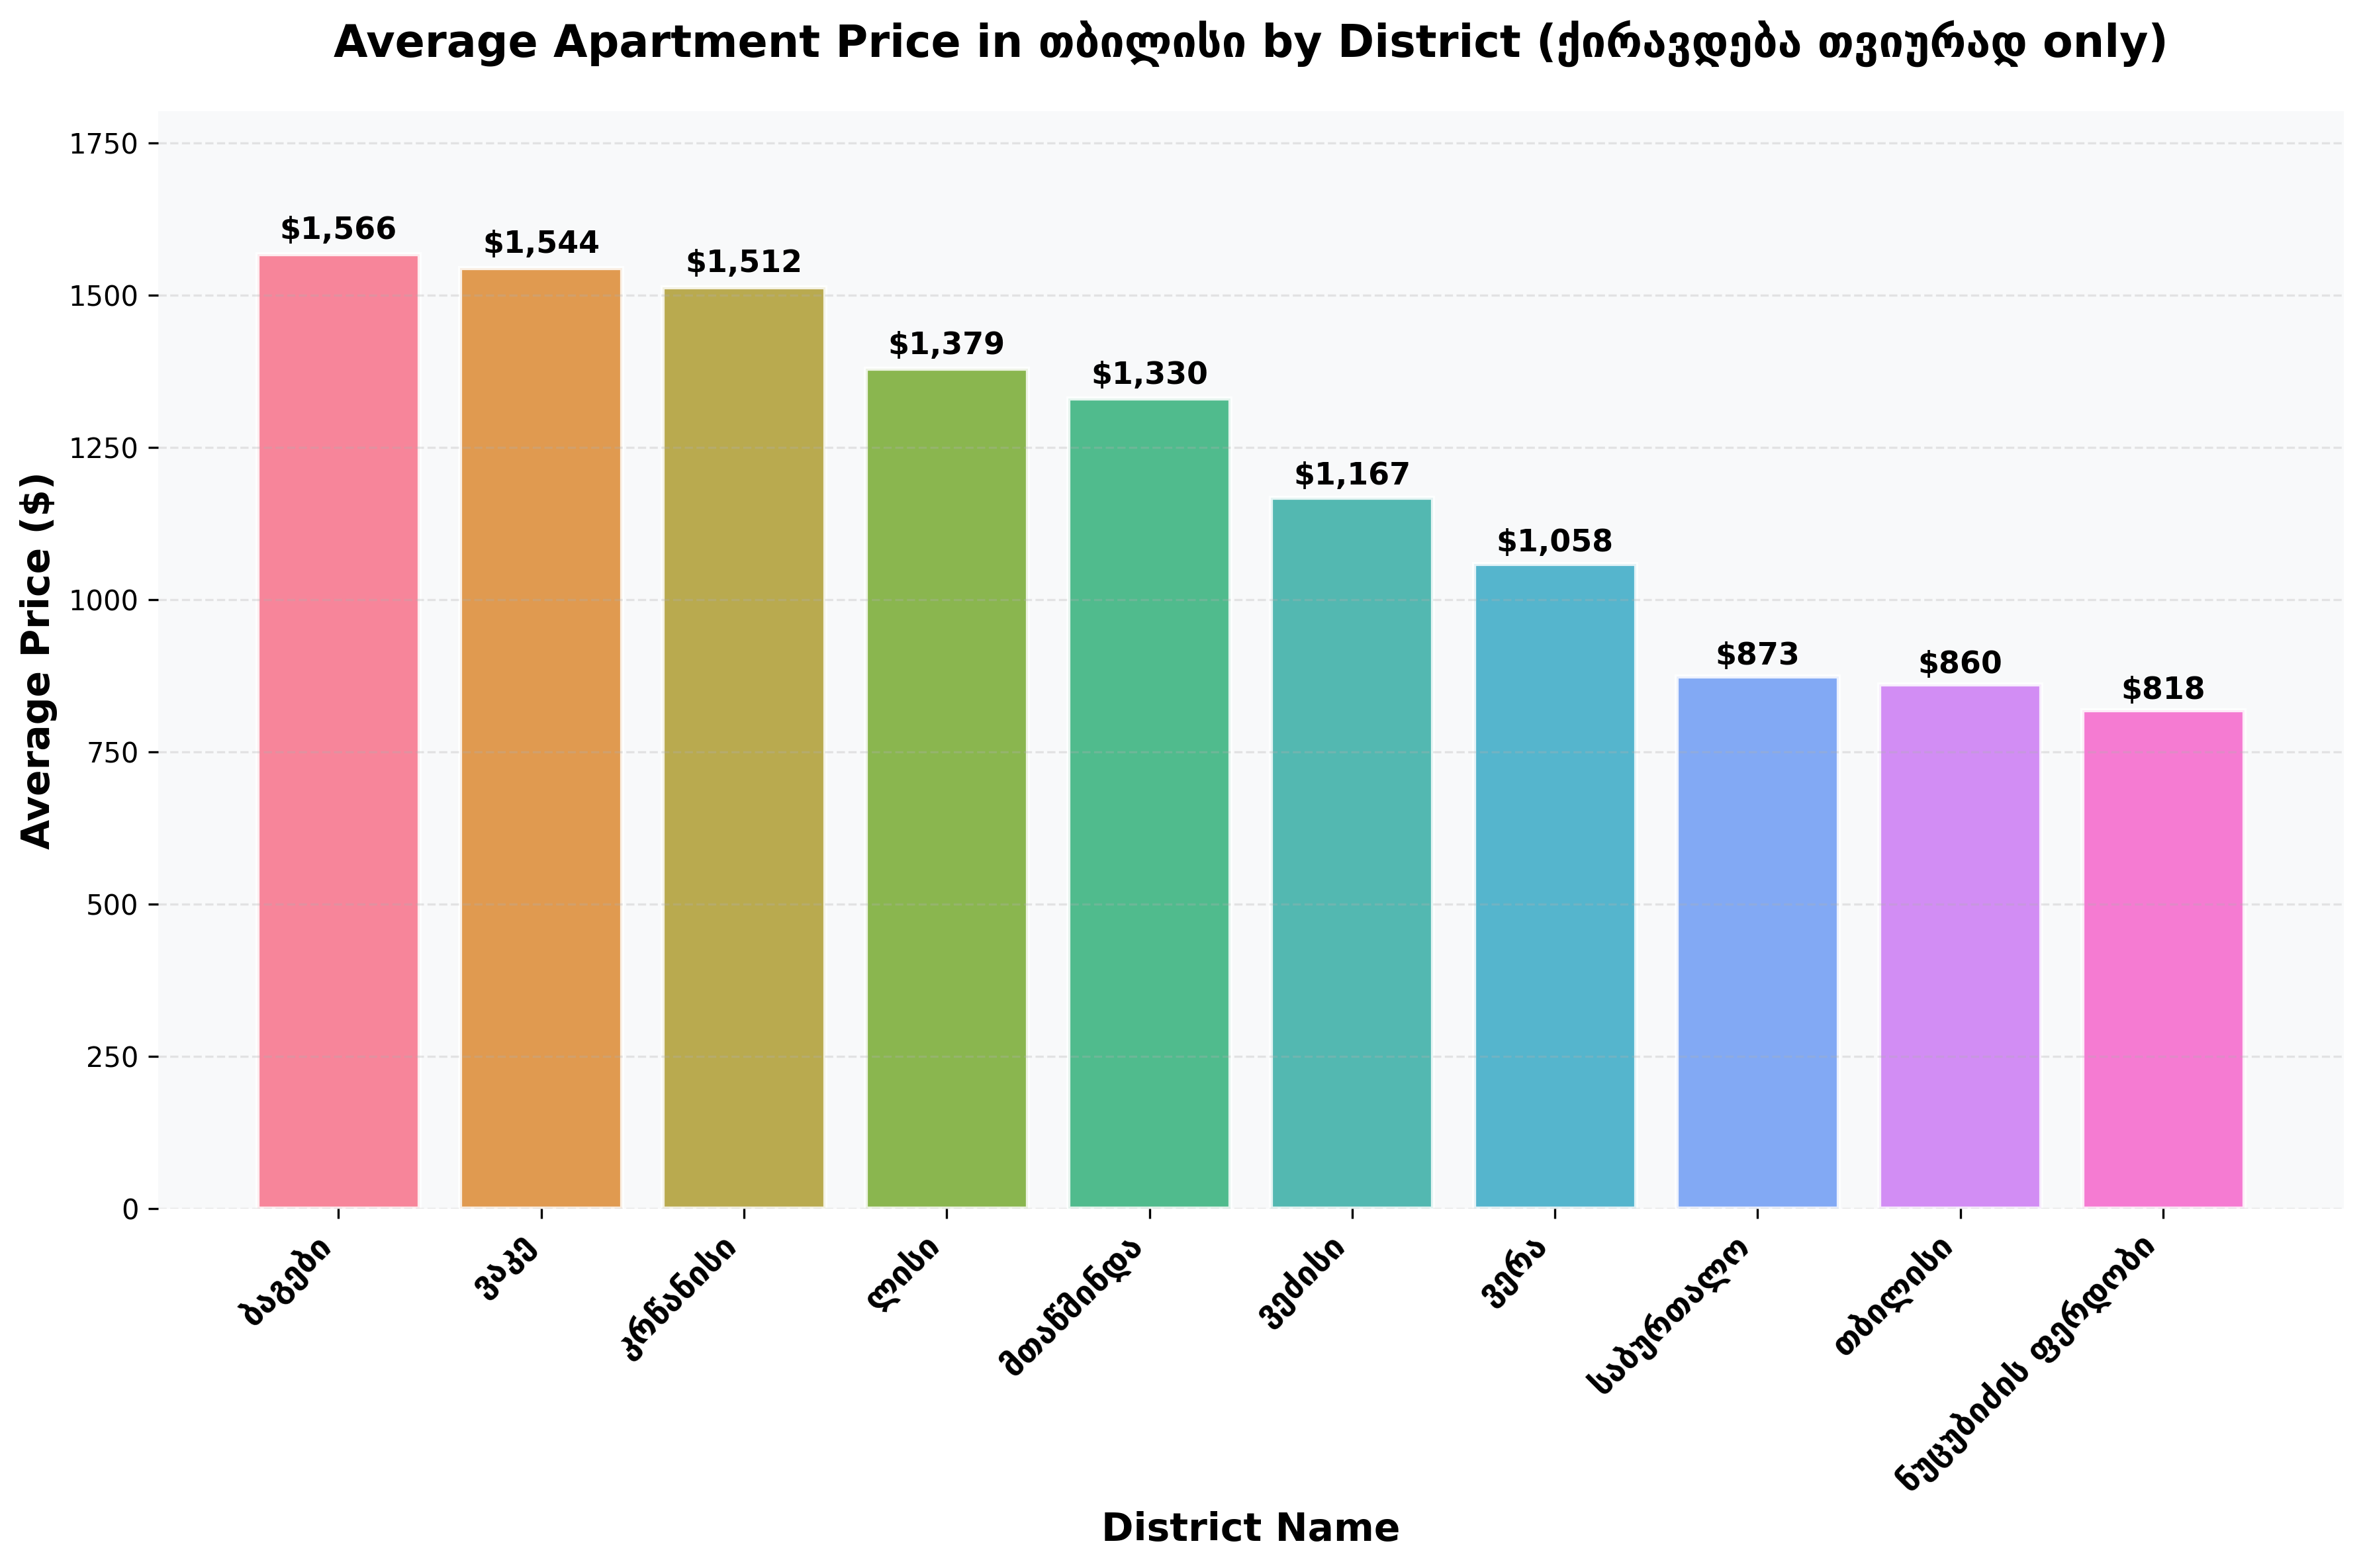 Average Apartment Price in თბილისი by District (ქირავდება თვიურად only)
Average Price ($)
1750
1500
1250
1000
750
500
250
0
$1,566
$1,544
$1,512
$1,379
$1,330
$1,167
$1,058
$873
$860
$818
ბაგები
ვაკე
კრწანისი
ლისი
მთაწმინდა
ვეძისი
ვერა
საბურთალო
თბილისი
ნუცუბიძის ფერდობი
District Name